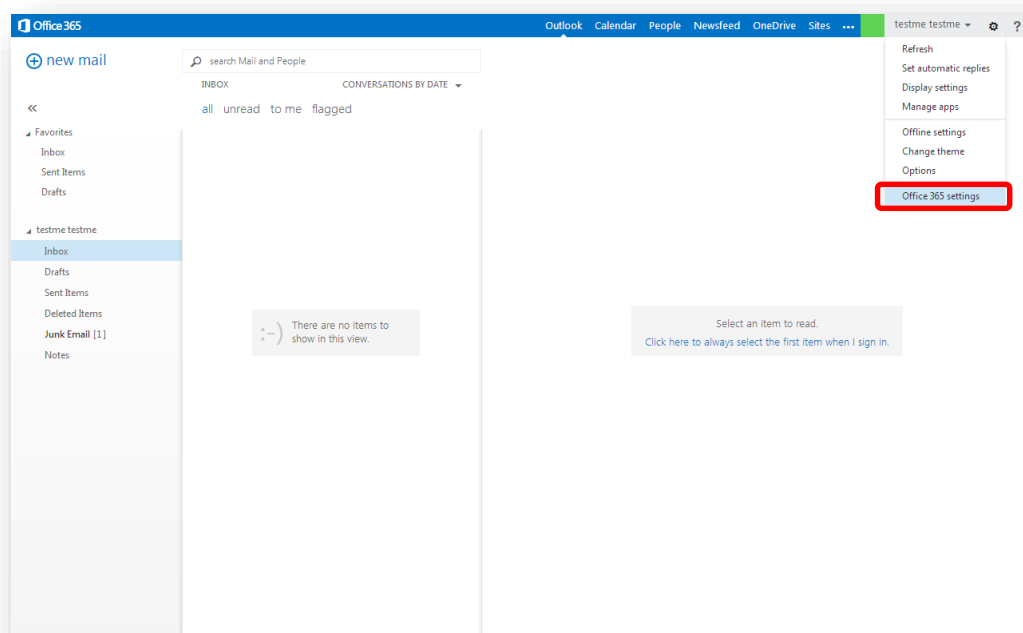 Office 365
Outlook Calendar People Newsfeed OneDrive Sites ... testme testme ?
new mail
search Mail and People
INBOX CONVERSATIONS BY DATE
all unread to me flagged
«
Favorites
Inbox
Sent Items
Drafts
testme testme
Inbox
Drafts
Sent Items
Deleted Items
Junk Email [1]
Notes
:-) There are no items to
show in this view.
Select an item to read.
Click here to always select the first item when I sign in.
Refresh
Set automatic replies
Display settings
Manage apps
Offline settings
Change theme
Options
Office 365 settings